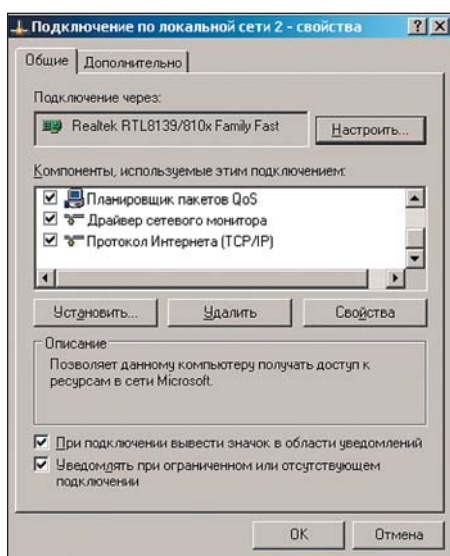 Подключение по локальной сети 2 - свойства
Общие
Дополнительно
Подключение через:
Realtek RTL8139/810x Family Fast
Настроить...
Компоненты, используемые этим подключением:
Планировщик пакетов QoS
Драйвер сетевого монитора
Протокол Интернета (TCP/IP)
Установить...
Удалить
Свойства
Описание
Позволяет данному компьютеру получать доступ к
ресурсам в сети Microsoft.
При подключении вывести значок в области уведомлений
Уведомлять при ограниченном или отсутствующем
подключении
OK
Отмена